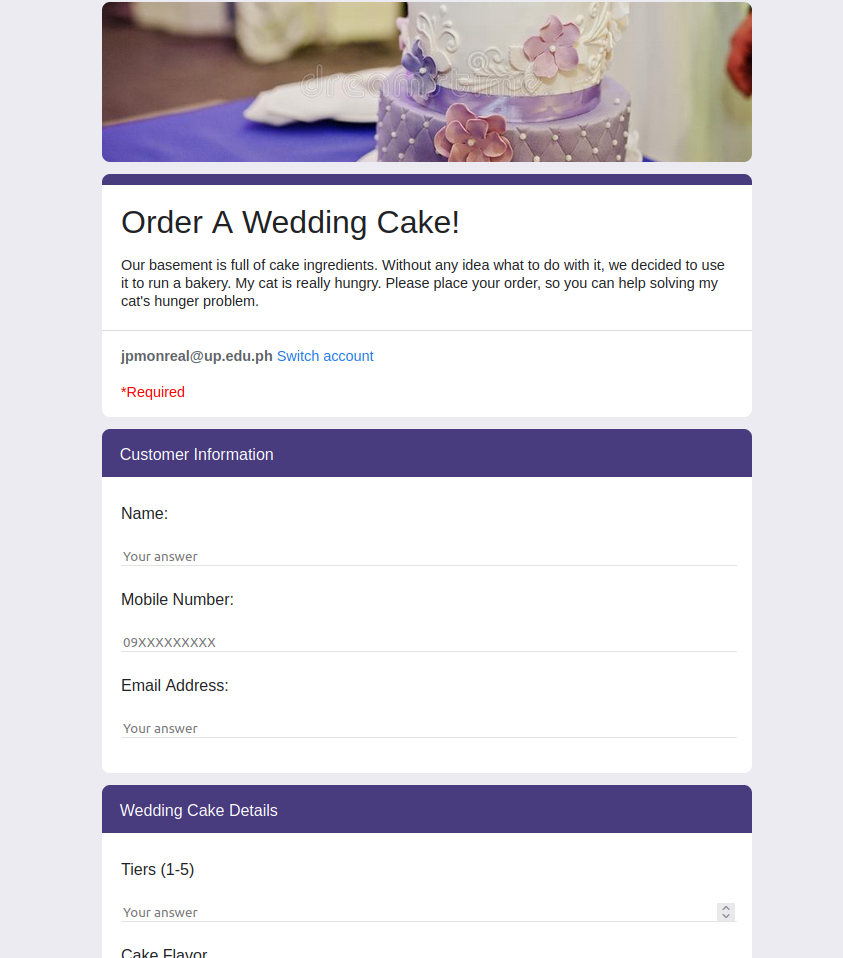 dreamstime
Order A Wedding Cake!
Our basement is full of cake ingredients. Without any idea what to do with it, we decided to use
it to run a bakery. My cat is really hungry. Please place your order, so you can help solving my
cat's hunger problem.
jpmonreal@up.edu.ph Switch account
*Required
Customer Information
Name:
Your answer
Mobile Number:
09XXXXXXXXX
Email Address:
Your answer
Wedding Cake Details
Tiers (1-5)
Your answer
Cake Flavor